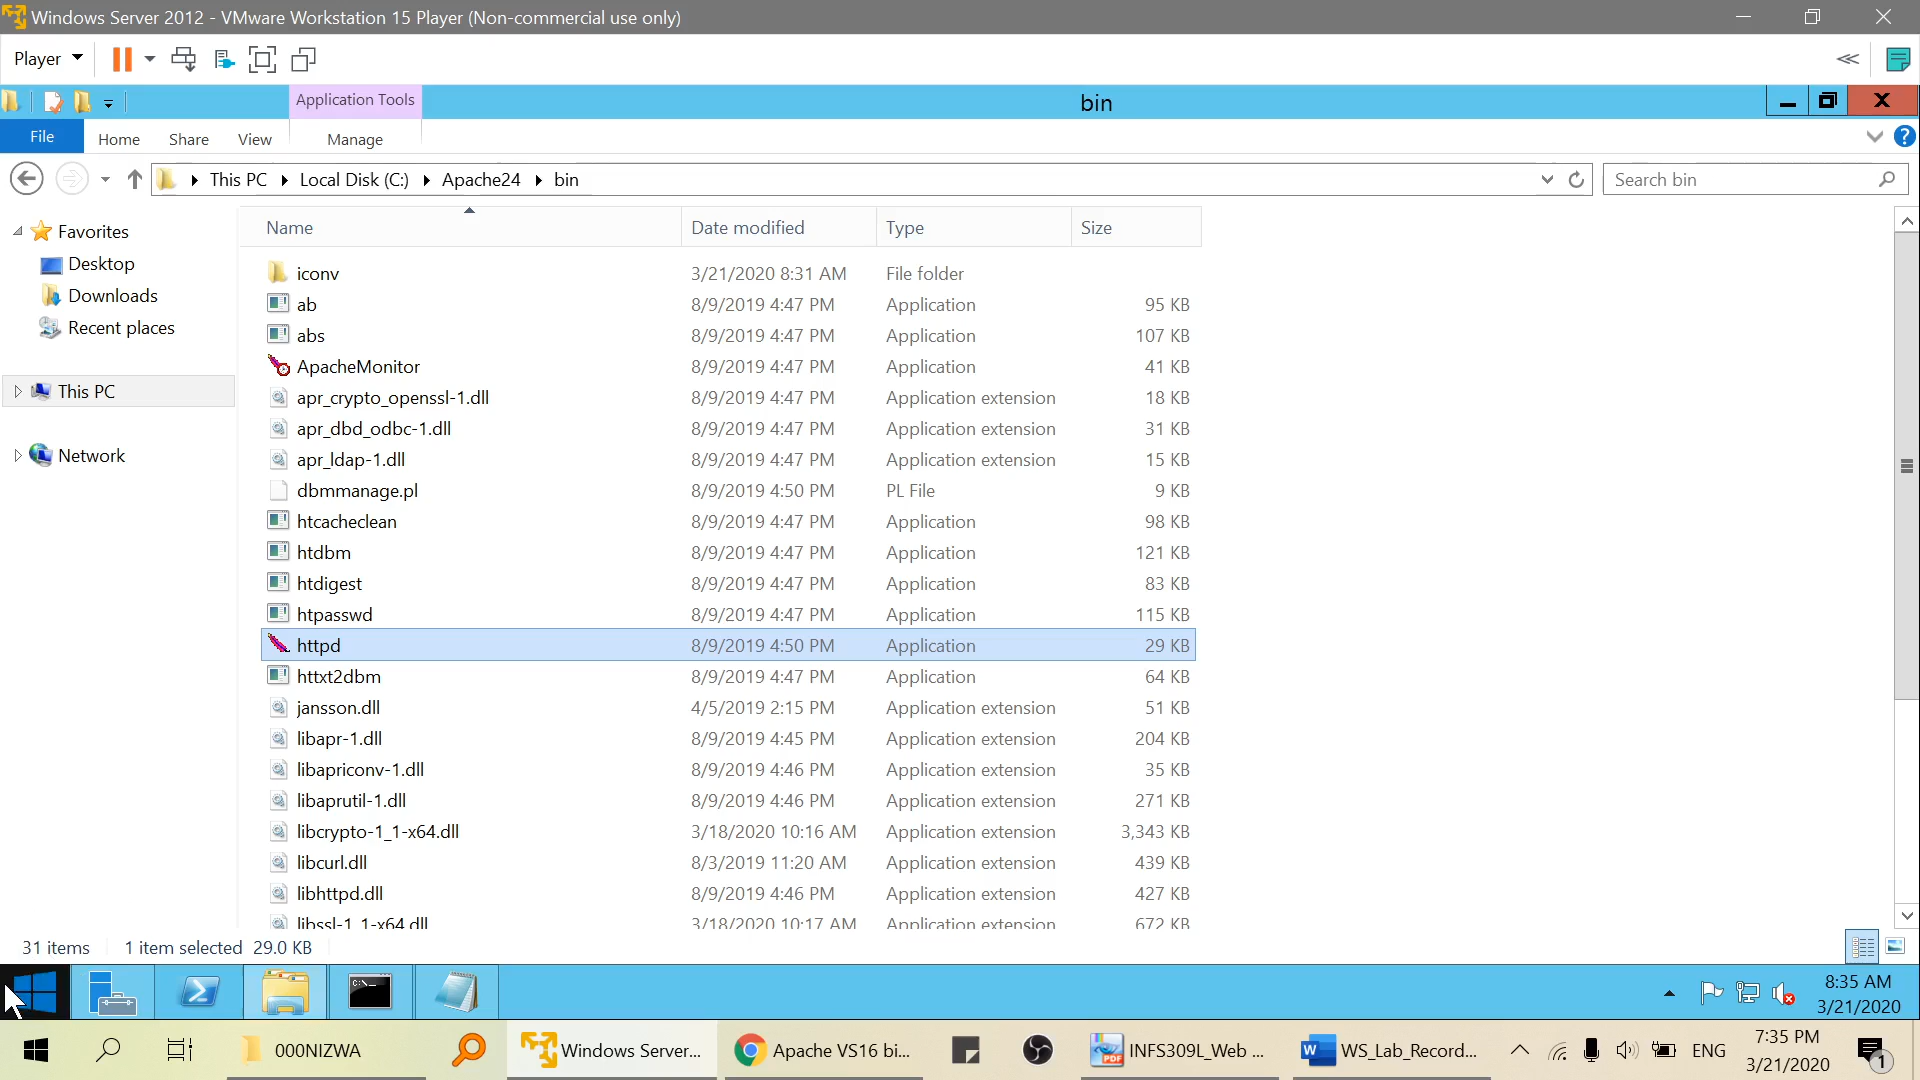 Windows Server 2012 - VMware Workstation 15 Player (Non-commercial use only)
Player
Application Tools
bin
File Home Share View Manage
This PC Local Disk (C:) Apache24 bin
Search bin
Favorites
Desktop
Downloads
Recent places
This PC
Network
Name Date modified Type Size
iconv 3/21/2020 8:31 AM File folder
ab 8/9/2019 4:47 PM Application 95 KB
abs 8/9/2019 4:47 PM Application 107 KB
ApacheMonitor 8/9/2019 4:47 PM Application 41 KB
apr_crypto_openssl-1.dll 8/9/2019 4:47 PM Application extension 18 KB
apr_dbd_odbc-1.dll 8/9/2019 4:47 PM Application extension 31 KB
apr_ldap-1.dll 8/9/2019 4:47 PM Application extension 15 KB
dbmmanage.pl 8/9/2019 4:50 PM PL File 9 KB
htcacheclean 8/9/2019 4:47 PM Application 98 KB
htdbm 8/9/2019 4:47 PM Application 121 KB
htdigest 8/9/2019 4:47 PM Application 83 KB
htpasswd 8/9/2019 4:47 PM Application 115 KB
httpd 8/9/2019 4:50 PM Application 29 KB
httxt2dbm 8/9/2019 4:47 PM Application 64 KB
jansson.dll 4/5/2019 2:15 PM Application extension 51 KB
libapr-1.dll 8/9/2019 4:45 PM Application extension 204 KB
libapriconv-1.dll 8/9/2019 4:46 PM Application extension 35 KB
libaprutil-1.dll 8/9/2019 4:46 PM Application extension 271 KB
libcrypto-1_1-x64.dll 3/18/2020 10:16 AM Application extension 3,343 KB
libcurl.dll 8/3/2019 11:20 AM Application extension 439 KB
libhttpd.dll 8/9/2019 4:46 PM Application extension 427 KB
libssl-1_1-x64.dll 3/18/2020 10:17 AM Application extension 672 KB
31 items 1 item selected 29.0 KB
8:35 AM
3/21/2020
000NIZWA
Windows Server...
Apache VS16 bi...
INFS309L_Web ...
WS_Lab_Record...
ENG
7:35 PM
3/21/2020
1